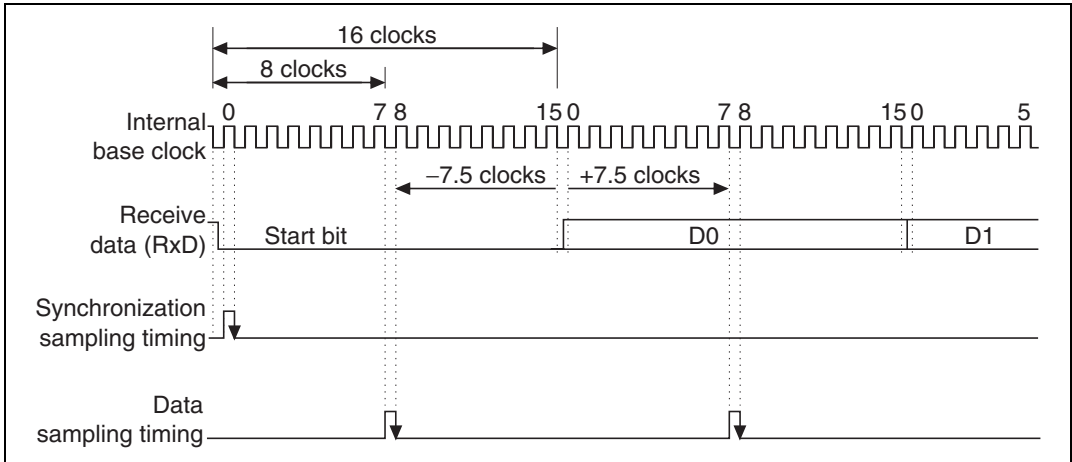 16 clocks
8 clocks
0 7 8 15 0 7 8 15 0 5
Internal
base clock
–7.5 clocks +7.5 clocks
Receive
data (RxD)
Start bit D0 D1
Synchronization
sampling timing
Data
sampling timing